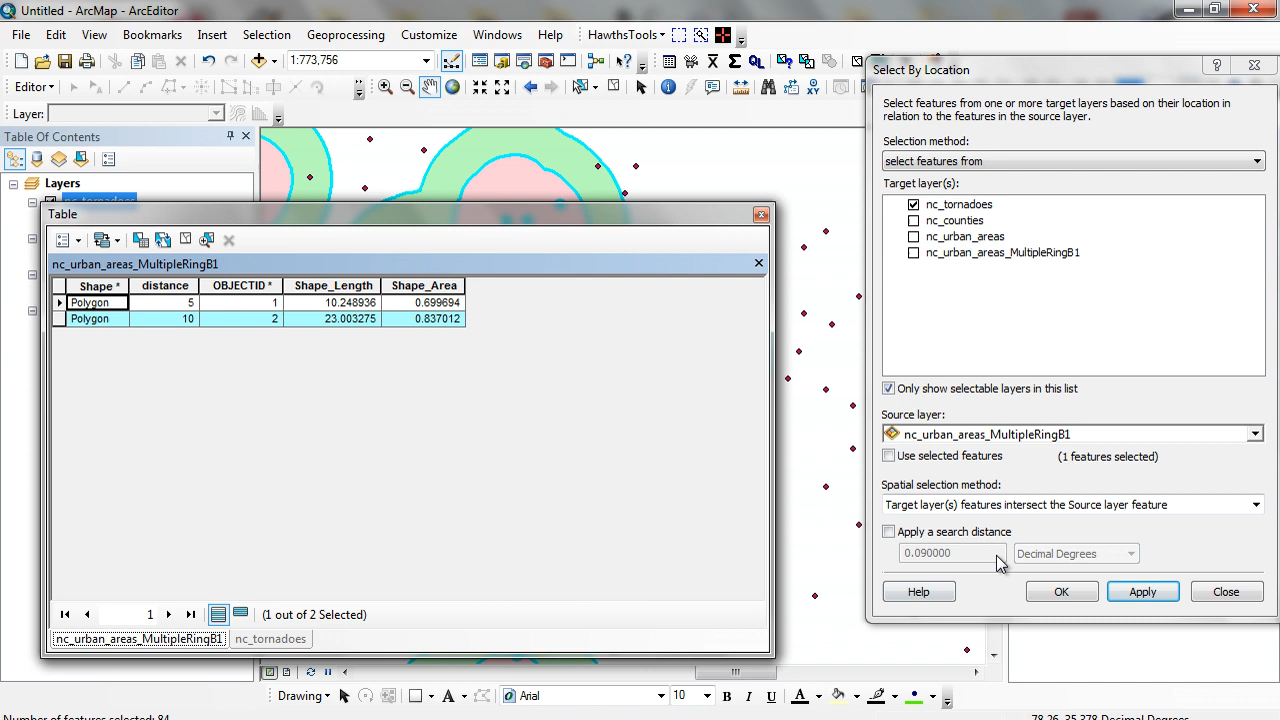 Untitled - ArcMap - ArcEditor
File Edit View Bookmarks Insert Selection Geoprocessing Customize Windows Help HawthsTools
1:773,756
Editor
Layer:
Table Of Contents
Layers
nc_tornadoes
Table
nc_urban_areas_MultipleRingB1
Shape * distance OBJECTID * Shape_Length Shape_Area
Polygon 5 1 10.248936 0.699694
Polygon 10 2 23.003275 0.837012
1 (1 out of 2 Selected)
nc_urban_areas_MultipleRingB1 nc_tornadoes
Select By Location
Select features from one or more target layers based on their location in
relation to the features in the source layer.
Selection method:
select features from
Target layer(s):
nc_tornadoes
nc_counties
nc_urban_areas
nc_urban_areas_MultipleRingB1
Only show selectable layers in this list
Source layer:
nc_urban_areas_MultipleRingB1
Use selected features (1 features selected)
Spatial selection method:
Target layer(s) features intersect the Source layer feature
Apply a search distance
0.090000 Decimal Degrees
Help OK Apply Close
Drawing Arial 10 B I U A
Number of features selected: 84 -78.26 35.378 Decimal Degrees